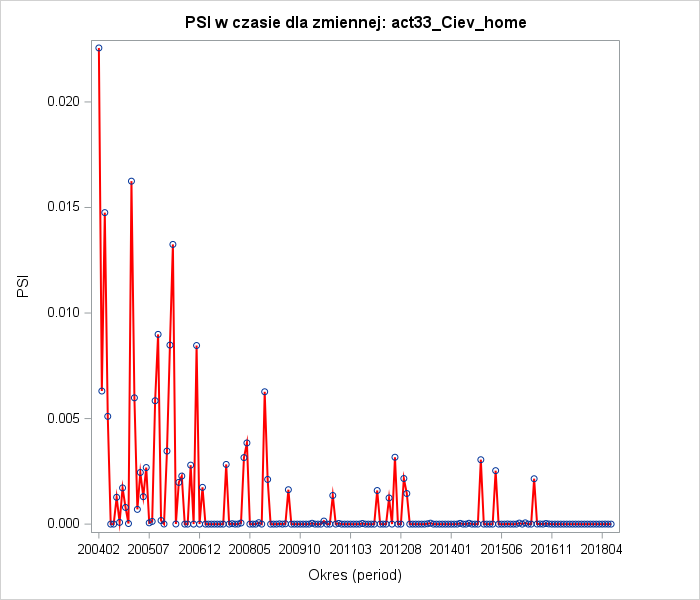 PSI w czasie dla zmiennej: act33_Ciev_home
0.020
0.015
0.010
0.005
0.000
PSI
200402 200507 200612 200805 200910 201103 201208 201401 201506 201611 201804
Okres (period)